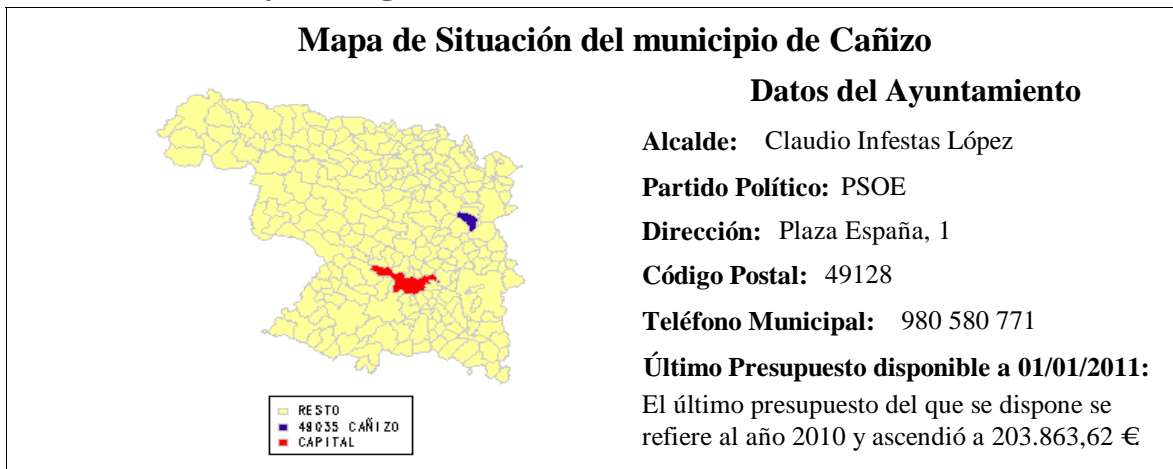 Mapa de Situación del municipio de Cañizo
Datos del Ayuntamiento
Alcalde: Claudio Infestas López
Partido Político: PSOE
Dirección: Plaza España, 1
Código Postal: 49128
Teléfono Municipal: 980 580 771
Último Presupuesto disponible a 01/01/2011:
El último presupuesto del que se dispone se
refiere al año 2010 y ascendió a 203.863,62 €
RESTO
49035 CAÑIZO
CAPITAL